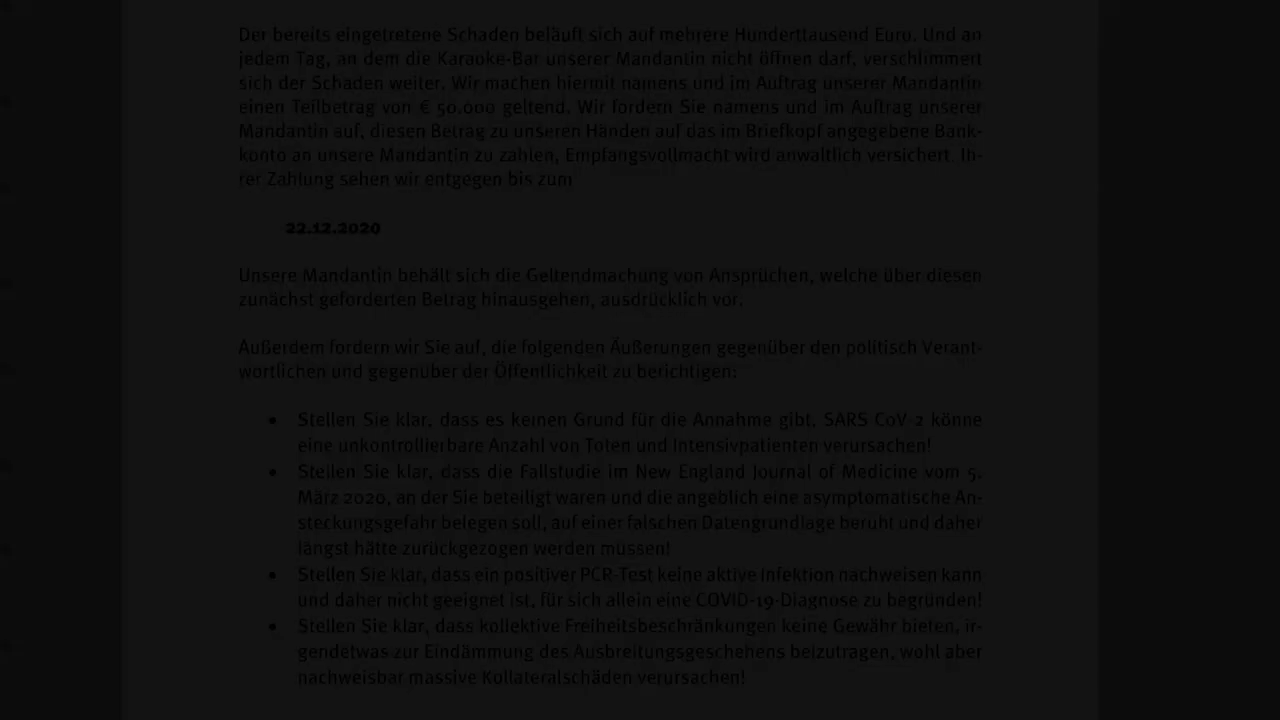 Der bereits eingetretene Schaden beläuft sich auf mehrere Hunderttausend Euro. Und an
jedem Tag, an dem die Karaoke-Bar unserer Mandantin nicht öffnen darf, verschlimmert
sich der Schaden weiter. Wir machen hiermit namens und im Auftrag unserer Mandantin
einen Teilbetrag von € 50.000 geltend. Wir fordern Sie namens und im Auftrag unserer
Mandantin auf, diesen Betrag zu unseren Händen auf das im Briefkopf angegebene Bank-
konto an unsere Mandantin zu zahlen, Empfangsvollmacht wird anwaltlich versichert. Ih-
rer Zahlung sehen wir entgegen bis zum
22.12.2020
Unsere Mandantin behält sich die Geltendmachung von Ansprüchen, welche über diesen
zunächst geforderten Betrag hinausgehen, ausdrücklich vor.
Außerdem fordern wir Sie auf, die folgenden Äußerungen gegenüber den politisch Verant-
wortlichen und gegenüber der Öffentlichkeit zu berichtigen:
• Stellen Sie klar, dass es keinen Grund für die Annahme gibt, SARS CoV 2 könne
eine unkontrollierbare Anzahl von Toten und Intensivpatienten verursachen!
• Stellen Sie klar, dass die Fallstudie im New England Journal of Medicine vom 5.
März 2020, an der Sie beteiligt waren und die angeblich eine asymptomatische An-
steckungsgefahr belegen soll, auf einer falschen Datengrundlage beruht und daher
längst hätte zurückgezogen werden müssen!
• Stellen Sie klar, dass ein positiver PCR-Test keine aktive Infektion nachweisen kann
und daher nicht geeignet ist, für sich allein eine COVID-19-Diagnose zu begründen!
• Stellen Sie klar, dass kollektive Freiheitsbeschränkungen keine Gewähr bieten, ir-
gendetwas zur Eindämmung des Ausbreitungsgeschehens beizutragen, wohl aber
nachweisbar massive Kollateralschäden verursachen!